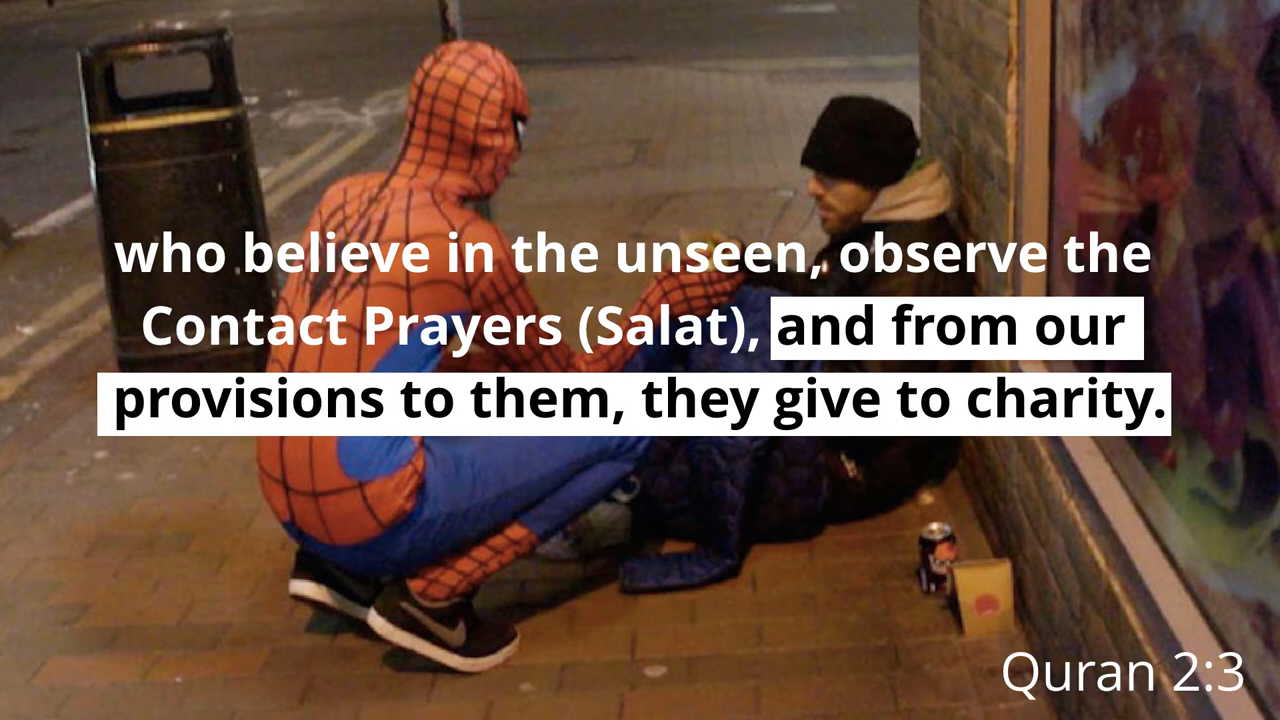 who believe in the unseen, observe the
Contact Prayers (Salat), and from our
provisions to them, they give to charity.
Quran 2:3